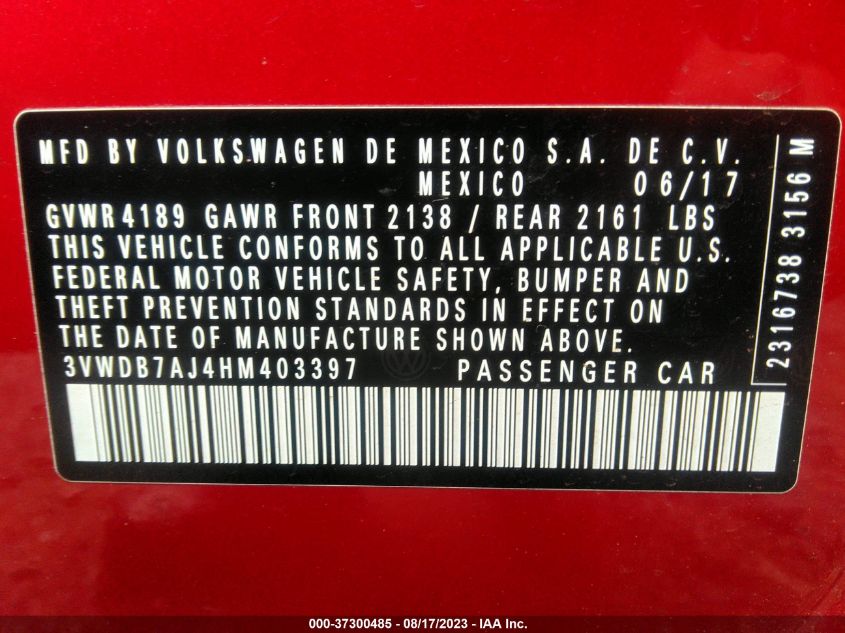 MFD BY VOLKSWAGEN DE MEXICO S.A. DE C.V.
MEXICO 06/17
GVWR 4189 GAWR FRONT 2138 / REAR 2161 LBS
THIS VEHICLE CONFORMS TO ALL APPLICABLE U.S.
FEDERAL MOTOR VEHICLE SAFETY, BUMPER AND
THEFT PREVENTION STANDARDS IN EFFECT ON
THE DATE OF MANUFACTURE SHOWN ABOVE.
3VWDB7AJ4HM403397 PASSENGER CAR
2316738 3156 M
000-37300485 - 08/17/2023 - IAA Inc.